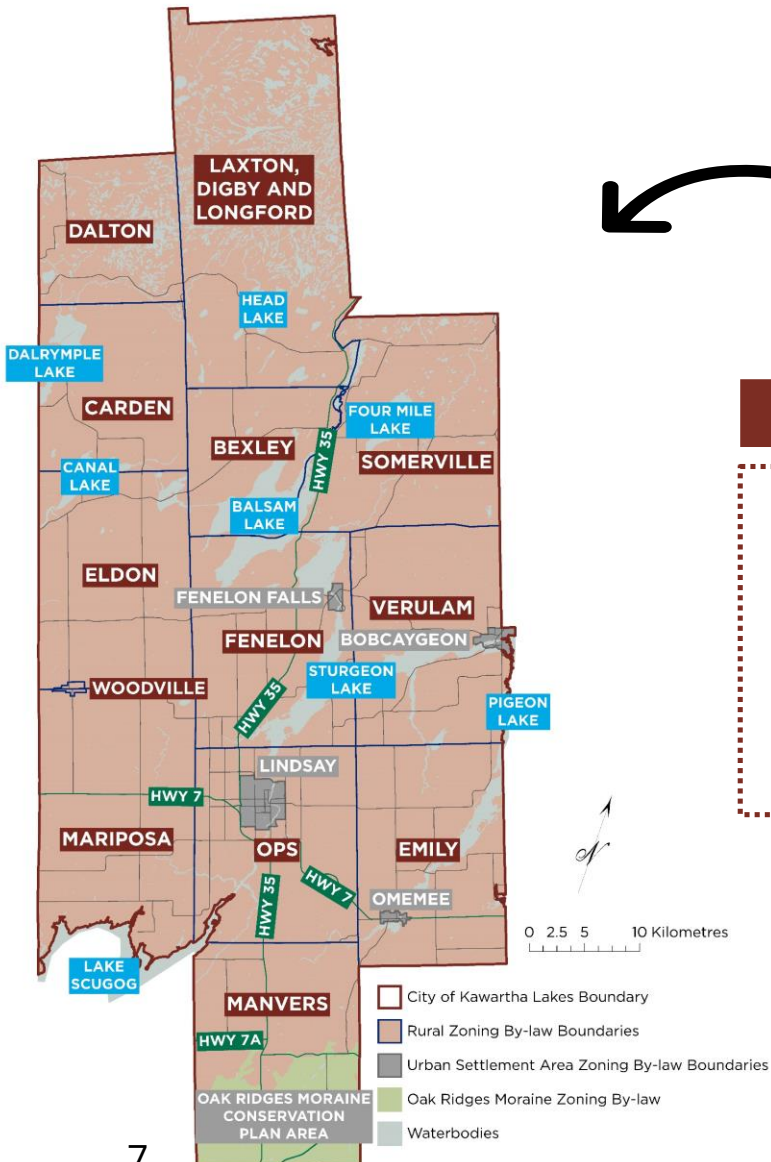 LAXTON,
DIGBY AND
LONGFORD
DALTON
HEAD
LAKE
DALRYMPLE
LAKE
CARDEN
FOUR MILE
LAKE
BEXLEY
HWY 35
SOMERVILLE
CANAL
LAKE
BALSAM
LAKE
ELDON
FENELON FALLS
VERULAM
FENELON
BOBCAYGEON
STURGEON
LAKE
WOODVILLE
HWY 35
PIGEON
LAKE
LINDSAY
HWY 7
MARIPOSA
OPS
EMILY
HWY 35
HWY 7
OMEMEE
N
0 2.5 5 10 Kilometres
LAKE
SCUGOG
MANVERS
HWY 7A
OAK RIDGES MORAINE
CONSERVATION
PLAN AREA
City of Kawartha Lakes Boundary
Rural Zoning By-law Boundaries
Urban Settlement Area Zoning By-law Boundaries
Oak Ridges Moraine Zoning By-law
Waterbodies
7